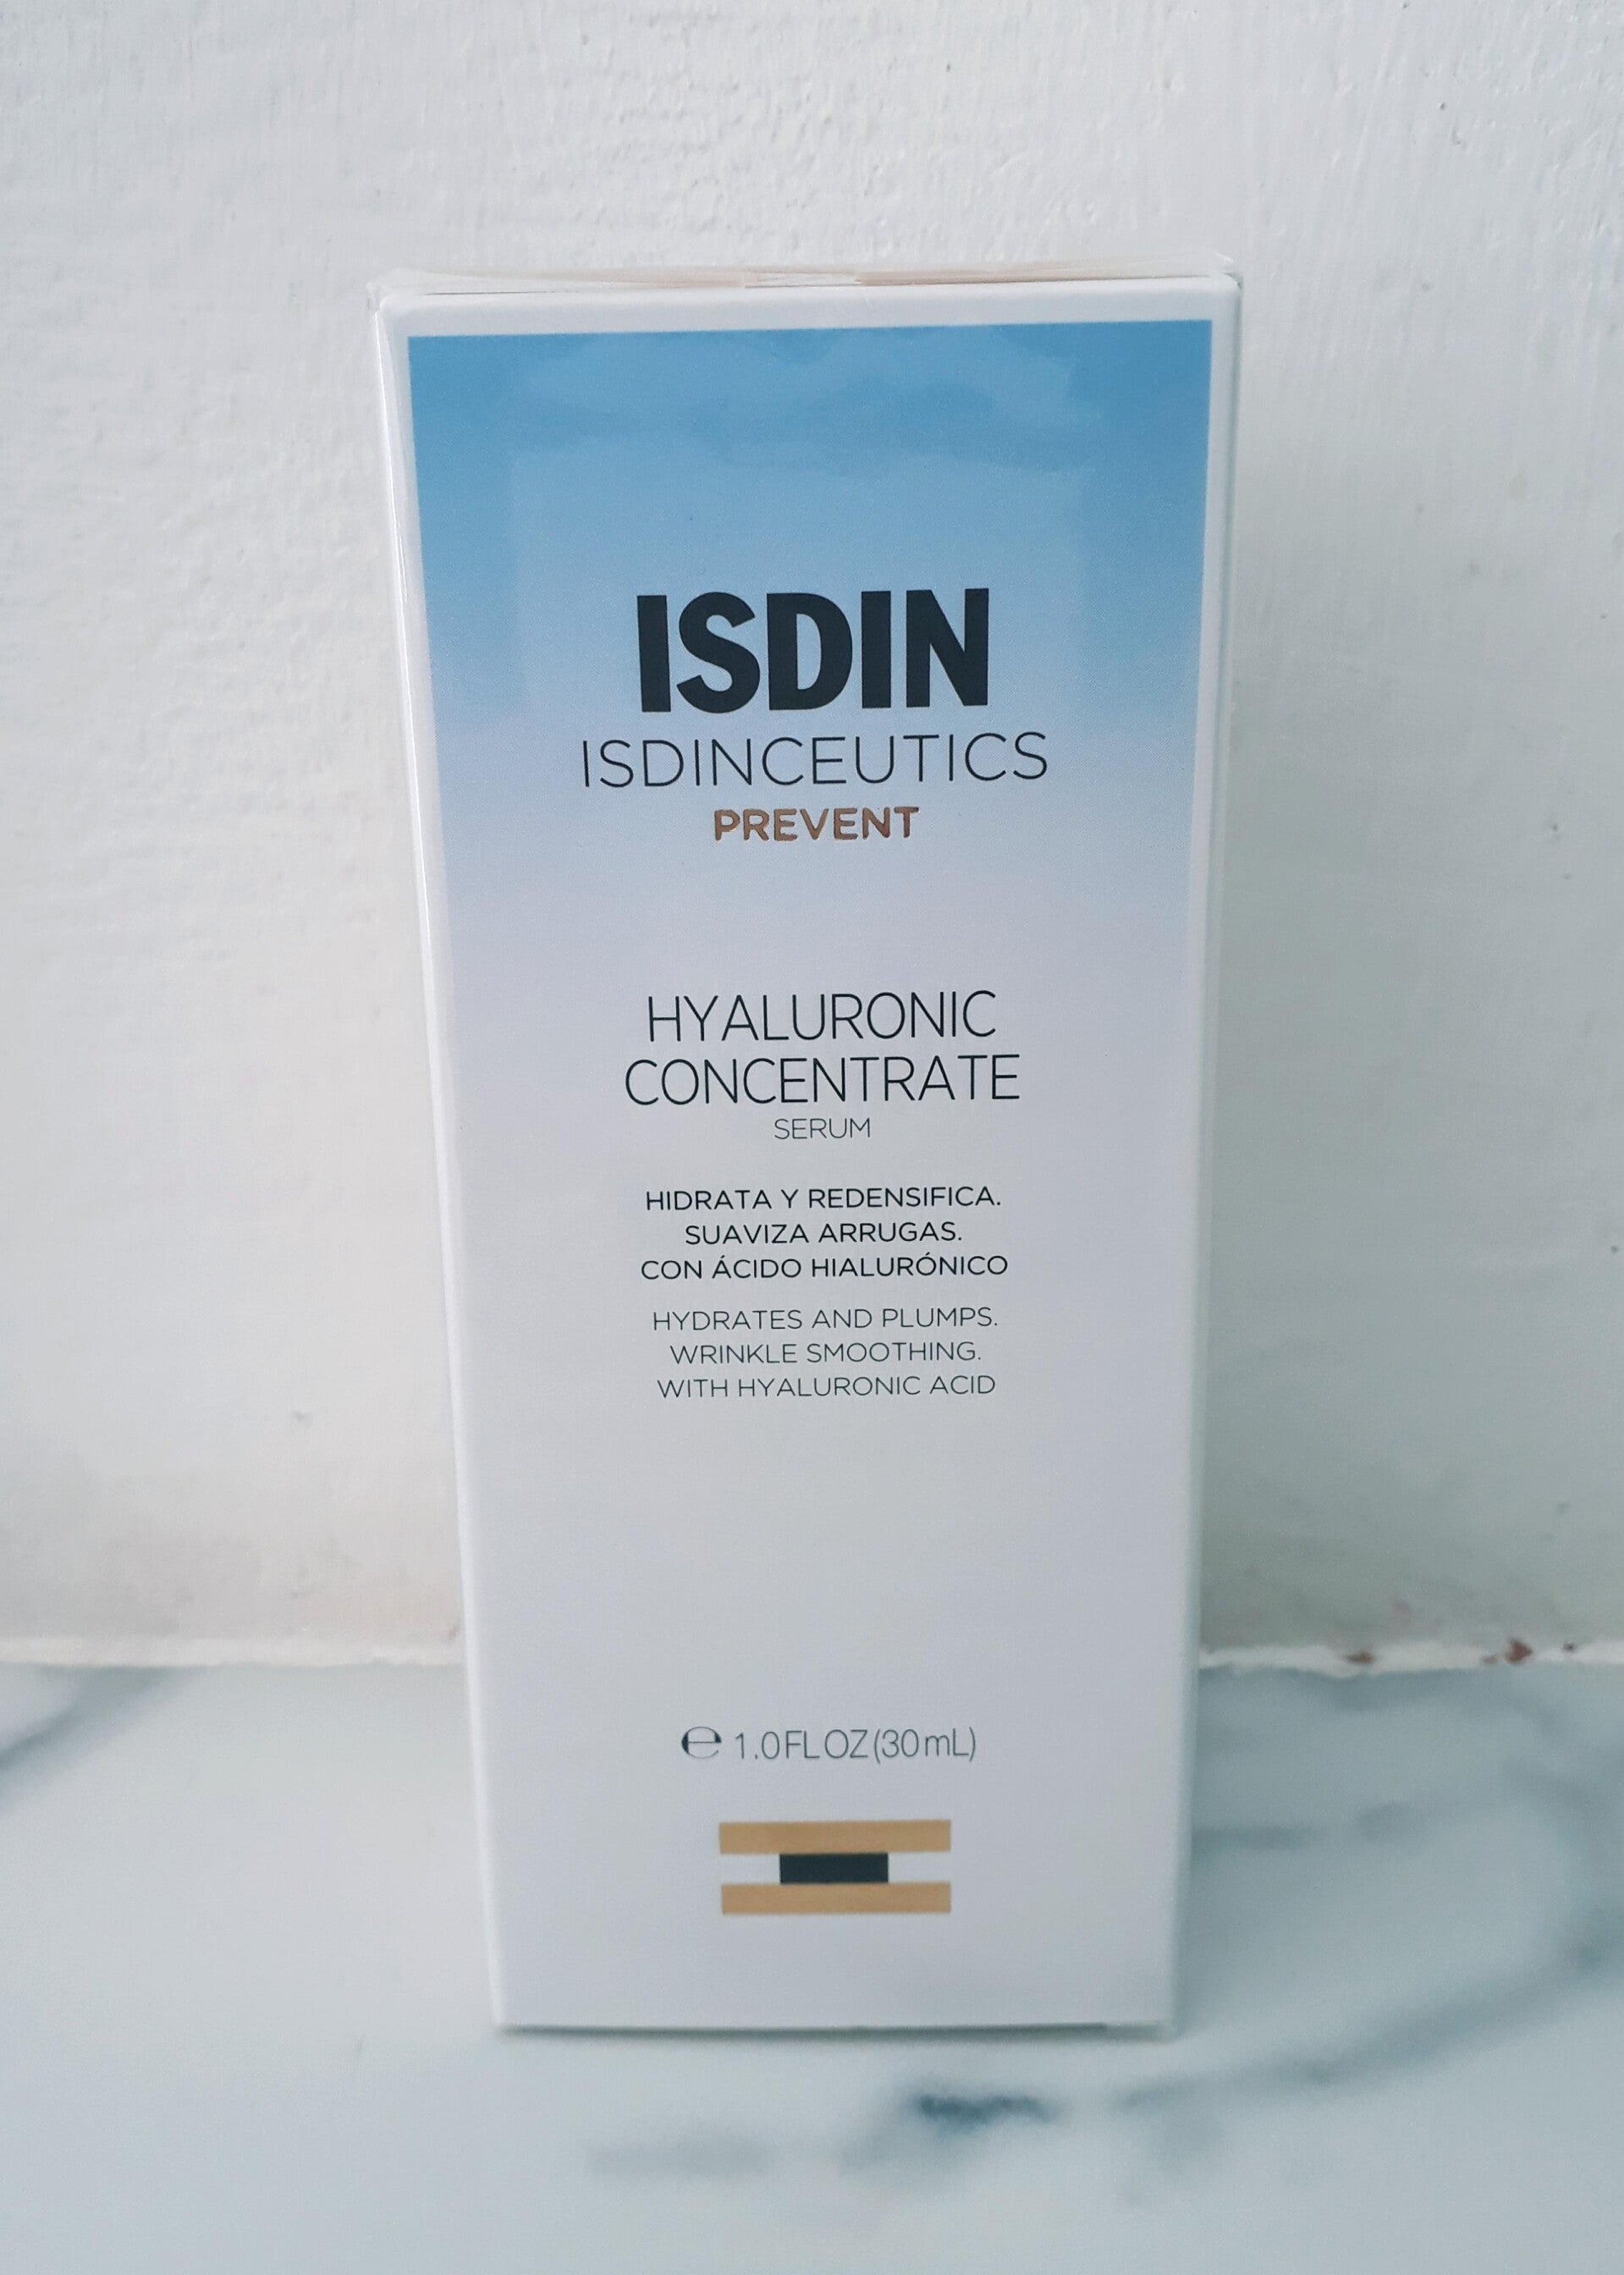 ISDIN
ISDINCEUTICS
PREVENT
HYALURONIC
CONCENTRATE
SERUM
HIDRATA Y REDENSIFICA.
SUAVIZA ARRUGAS.
CON ÁCIDO HIALURÓNICO
HYDRATES AND PLUMPS.
WRINKLE SMOOTHING.
WITH HYALURONIC ACID
℮ 1.0 FL OZ (30 mL)